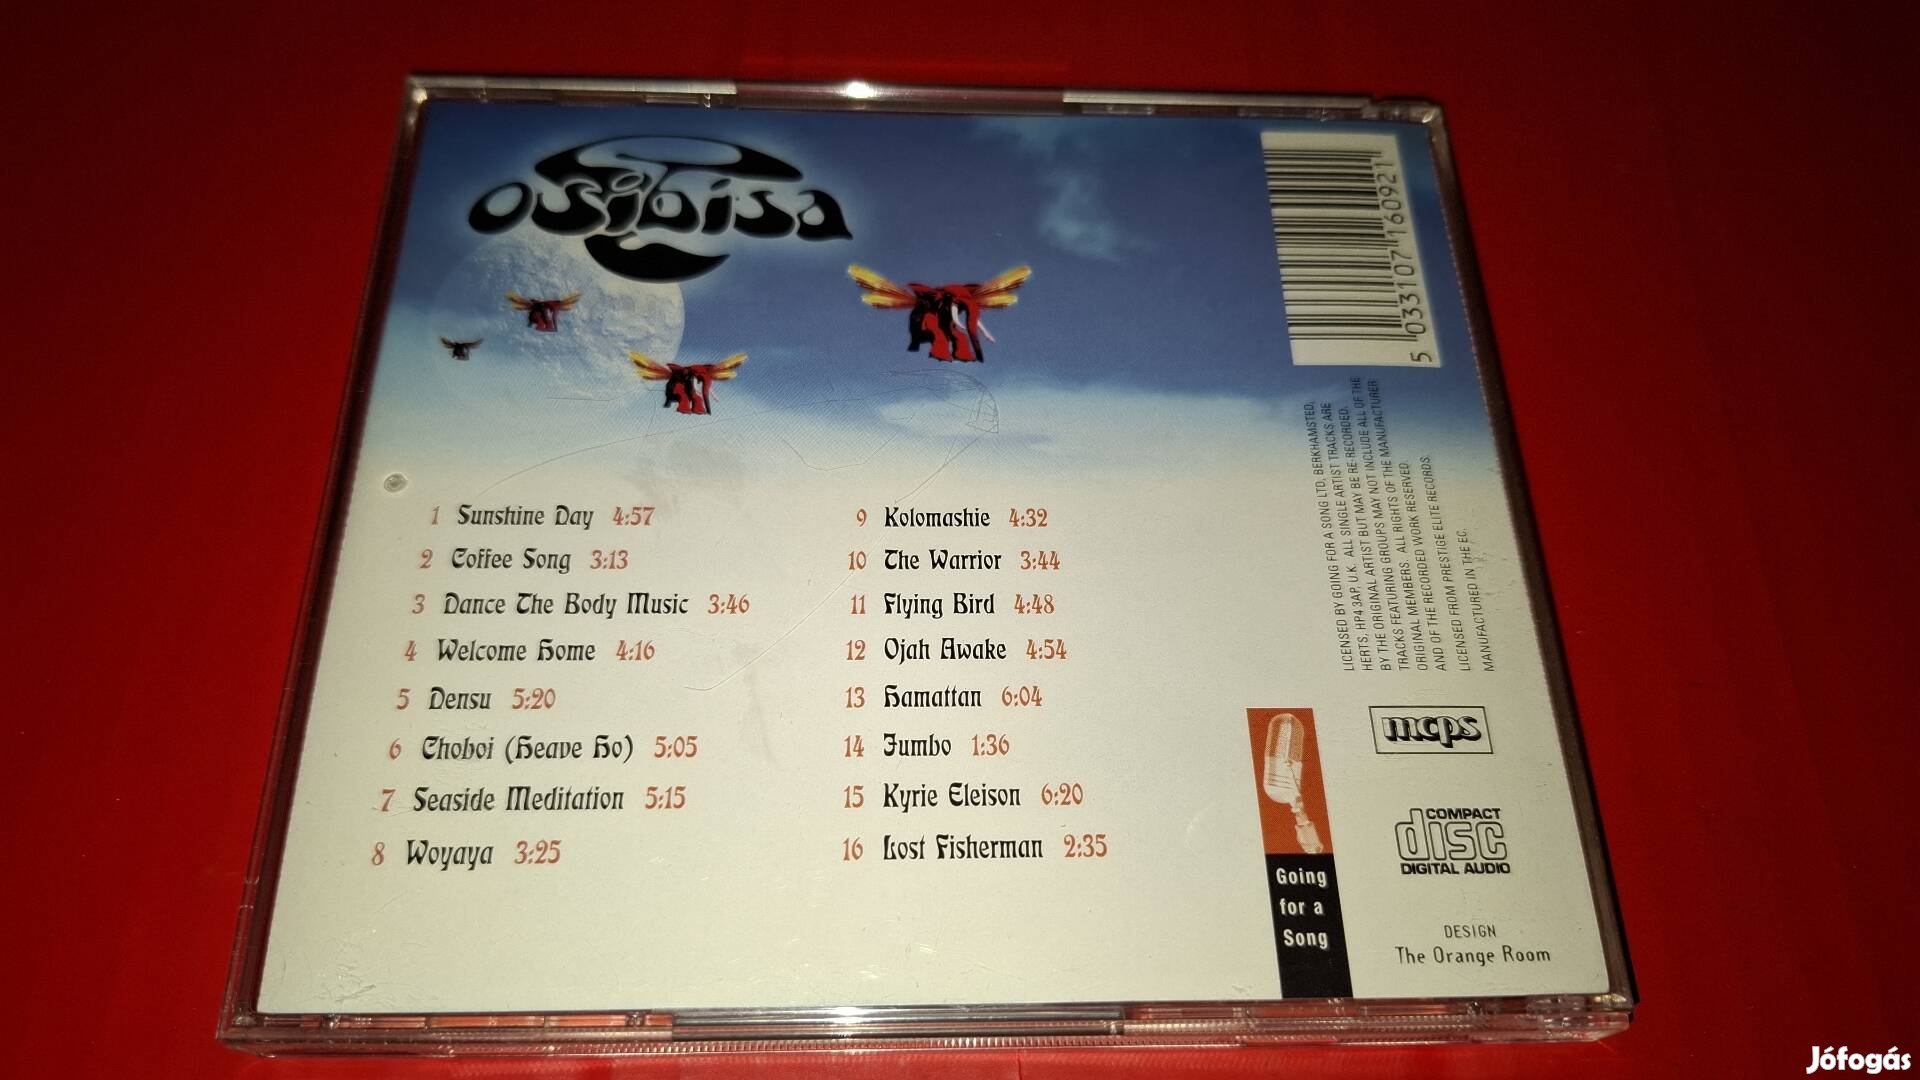 Osibisa
1 Sunshine Day 4:57
2 Coffee Song 3:13
3 Dance The Body Music 3:46
4 Welcome Home 4:16
5 Densu 5:20
6 Choboi (Heave Ho) 5:05
7 Seaside Meditation 5:15
8 Woyaya 3:25
9 Kolomashie 4:32
10 The Warrior 3:44
11 Flying Bird 4:48
12 Ojah Awake 4:54
13 Hamattan 6:04
14 Jumbo 1:36
15 Kyrie Eleison 6:20
16 Lost Fisherman 2:35
5 033107 160921
LICENSED BY GOING FOR A SONG LTD, BERKHAMSTED,
HERTS, HP4 3AP, U.K. ALL SINGLE ARTIST TRACKS ARE
BY THE ORIGINAL ARTIST BUT MAY BE RE-RECORDED.
TRACKS FEATURING GROUPS MAY NOT INCLUDE ALL OF THE
ORIGINAL MEMBERS. ALL RIGHTS OF THE MANUFACTURER
AND OF THE RECORDED WORK RESERVED.
LICENSED FROM PRESTIGE ELITE RECORDS.
MANUFACTURED IN THE EC.
mcps
COMPACT
disc
DIGITAL AUDIO
Going
for a
Song
DESIGN
The Orange Room
Jófogás